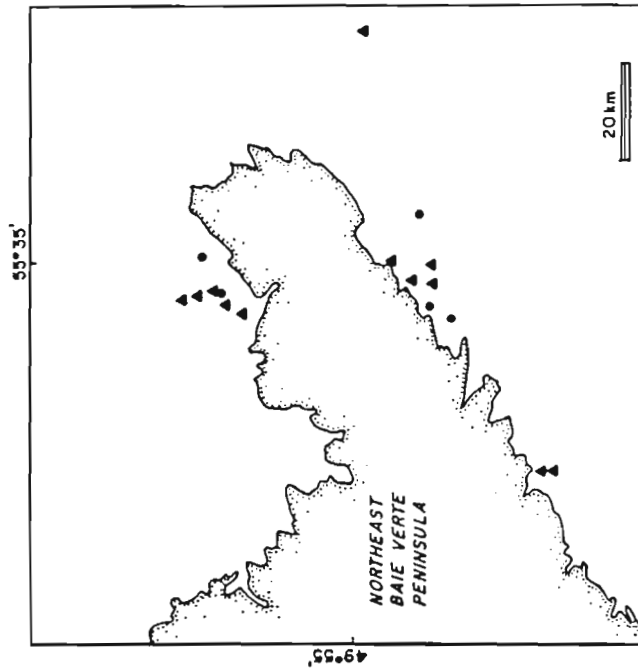 55°35'
20 km
NORTHEAST
BAIE VERTE
PENINSULA
49°55'